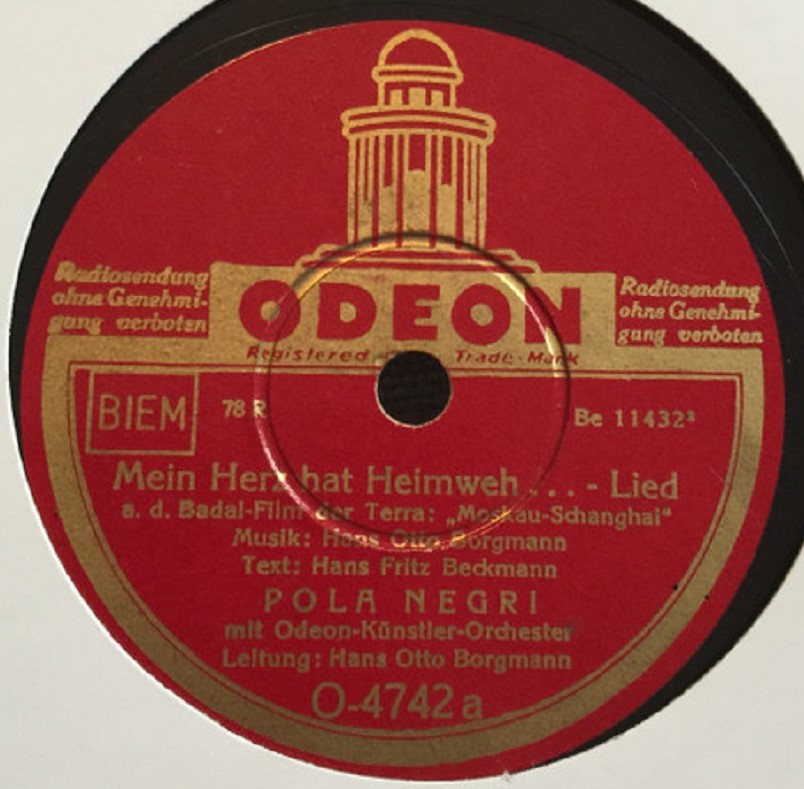 Radiosendung
ohne Genehmi-
gung verboten
ODEON
Registered Trade-Mark
Radiosendung
ohne Genehmi-
gung verboten
BIEM
78 R
Be 11432²
Mein Herz hat Heimweh ... - Lied
a. d. Badal-Film der Terra: „Moskau-Schanghai“
Musik: Hans Otto Borgmann
Text: Hans Fritz Beckmann
POLA NEGRI
mit Odeon-Künstler-Orchester
Leitung: Hans Otto Borgmann
O-4742a